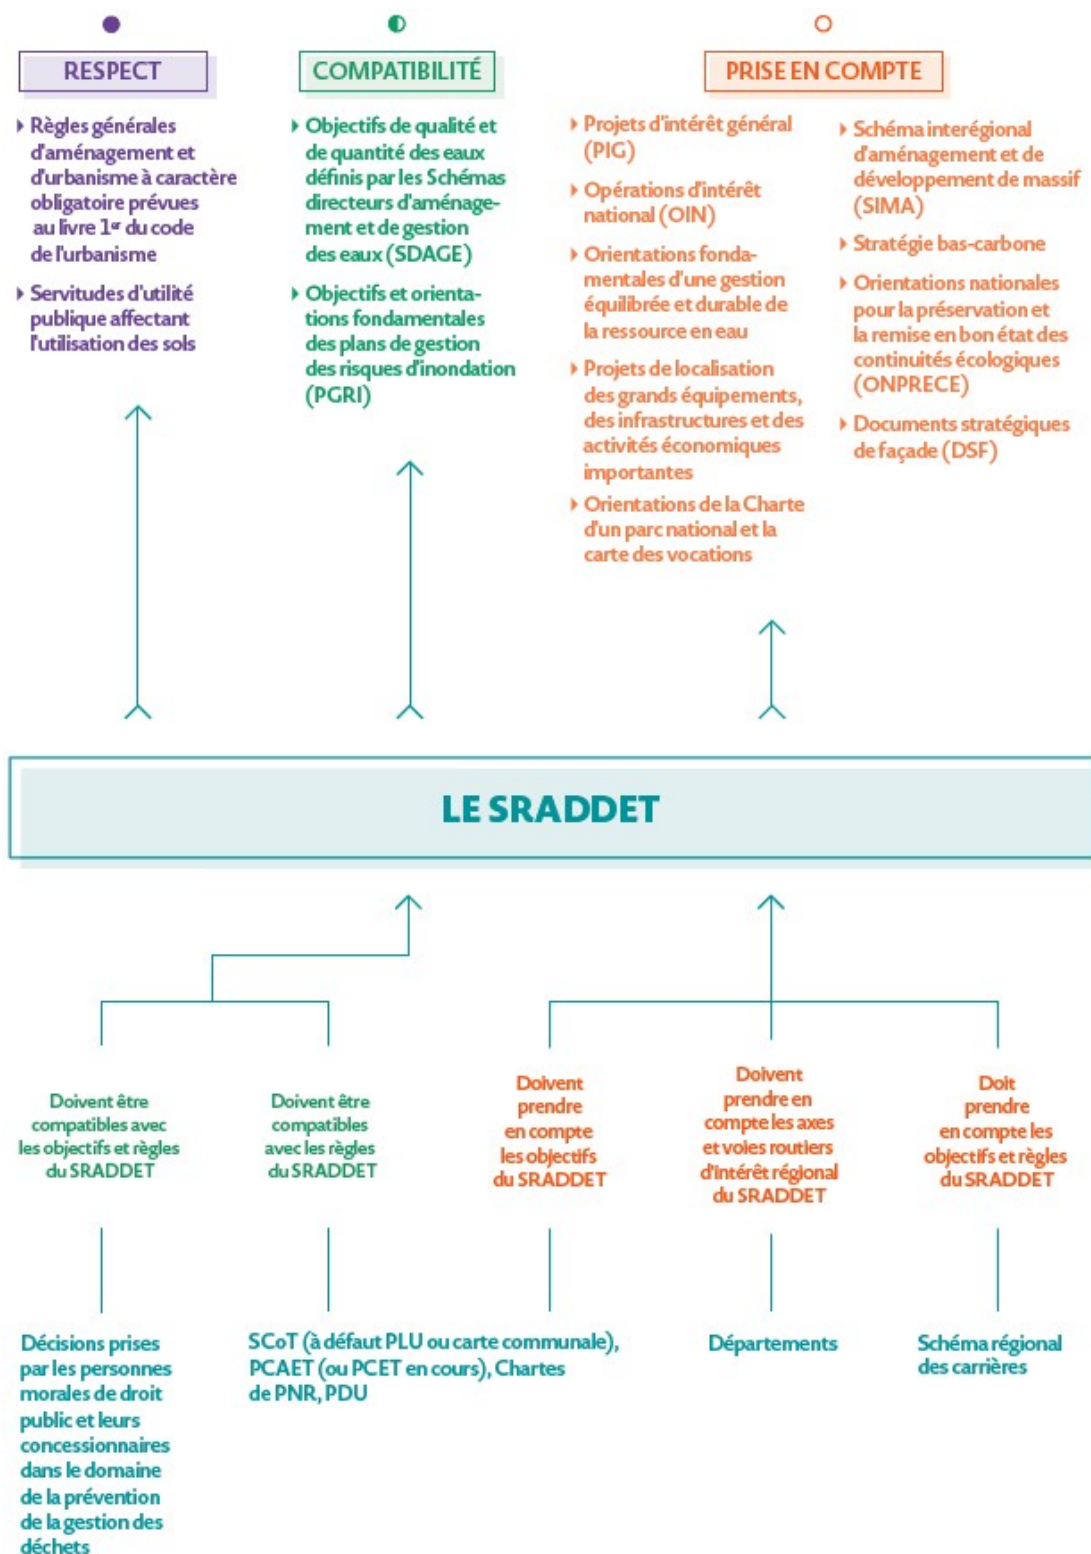 RESPECT
Règles générales
d'aménagement et
d'urbanisme à caractère
obligatoire prévues
au livre 1er du code
de l'urbanisme
Servitudes d'utilité
publique affectant
l'utilisation des sols
COMPATIBILITÉ
Objectifs de qualité et
de quantité des eaux
définis par les Schémas
directeurs d'aménage-
ment et de gestion
des eaux (SDAGE)
Objectifs et orienta-
tions fondamentales
des plans de gestion
des risques d'inondation
(PGRI)
PRISE EN COMPTE
Projets d'intérêt général
(PIG)
Opérations d'intérêt
national (OIN)
Orientations fonda-
mentales d'une gestion
équilibrée et durable de
la ressource en eau
Projets de localisation
des grands équipements,
des infrastructures et des
activités économiques
importantes
Orientations de la Charte
d'un parc national et la
carte des vocations
Schéma interégional
d'aménagement et de
développement de massif
(SIMA)
Stratégie bas-carbone
Orientations nationales
pour la préservation et
la remise en bon état des
continuités écologiques
(ONPRECE)
Documents stratégiques
de façade (DSF)
LE SRADDET
Doivent être
compatibles avec
les objectifs et règles
du SRADDET
Doivent être
compatibles
avec les règles
du SRADDET
Doivent
prendre
en compte
les objectifs
du SRADDET
Doivent
prendre en
compte les axes
et voies routiers
d'intérêt régional
du SRADDET
Doit
prendre
en compte les
objectifs et règles
du SRADDET
Décisions prises
par les personnes
morales de droit
public et leurs
concessionnaires
dans le domaine
de la prévention
de la gestion des
déchets
SCoT (à défaut PLU ou carte communale),
PCAET (ou PCET en cours), Chartes
de PNR, PDU
Départements
Schéma régional
des carrières